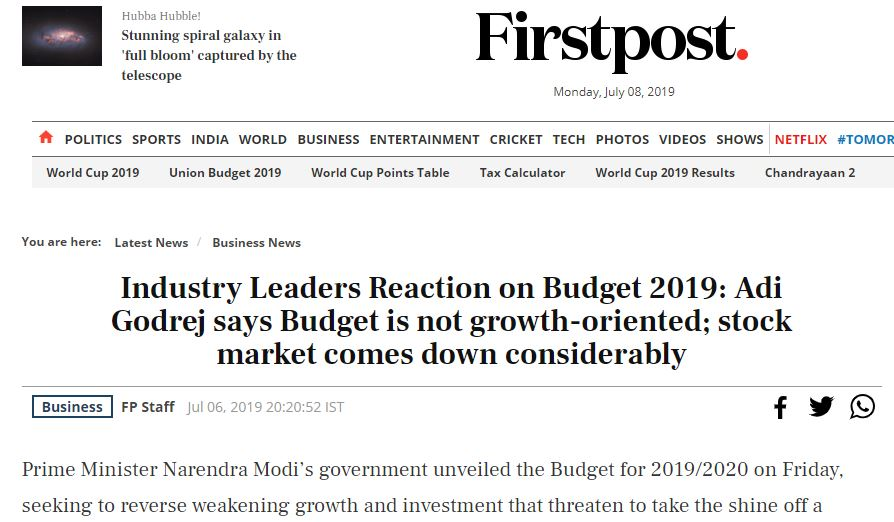 Hubba Hubble!
Stunning spiral galaxy in
'full bloom' captured by the
telescope
Firstpost.
Monday, July 08, 2019
POLITICS SPORTS INDIA WORLD BUSINESS ENTERTAINMENT CRICKET TECH PHOTOS VIDEOS SHOWS NETFLIX #TOMOR
World Cup 2019 Union Budget 2019 World Cup Points Table Tax Calculator World Cup 2019 Results Chandrayaan 2
You are here: Latest News / Business News
Industry Leaders Reaction on Budget 2019: Adi
Godrej says Budget is not growth-oriented; stock
market comes down considerably
Business FP Staff Jul 06, 2019 20:20:52 IST
Prime Minister Narendra Modi’s government unveiled the Budget for 2019/2020 on Friday,
seeking to reverse weakening growth and investment that threaten to take the shine off a